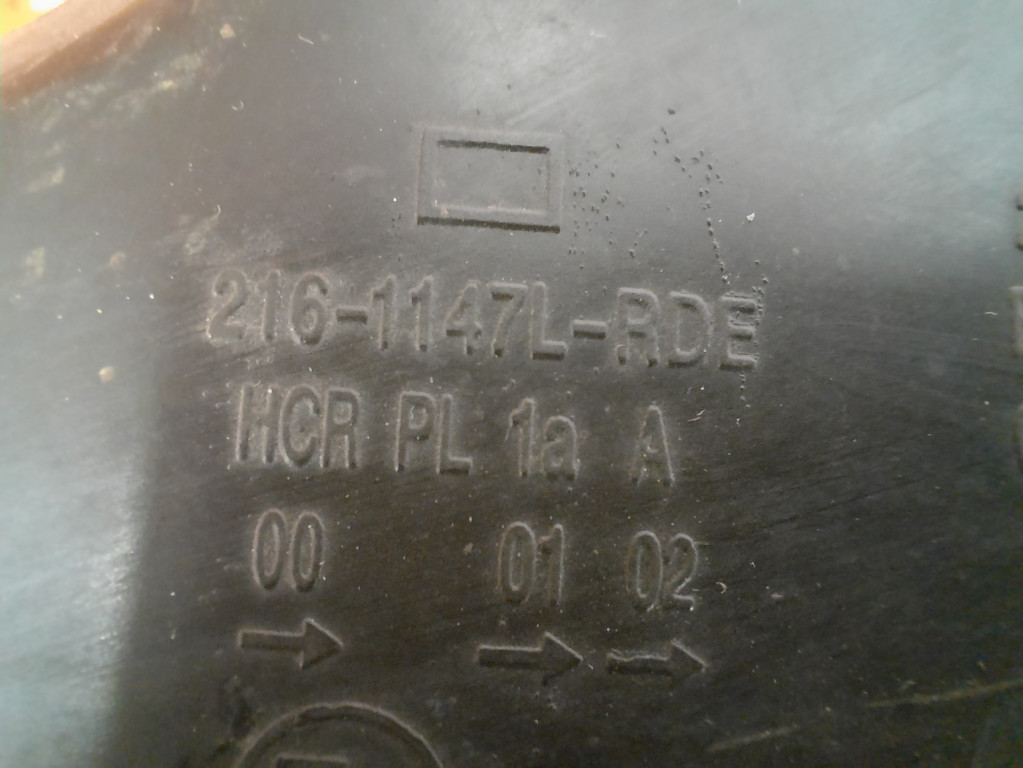 216-1147L-RDE
HCR PL 1a A
00 01 02
→ → →